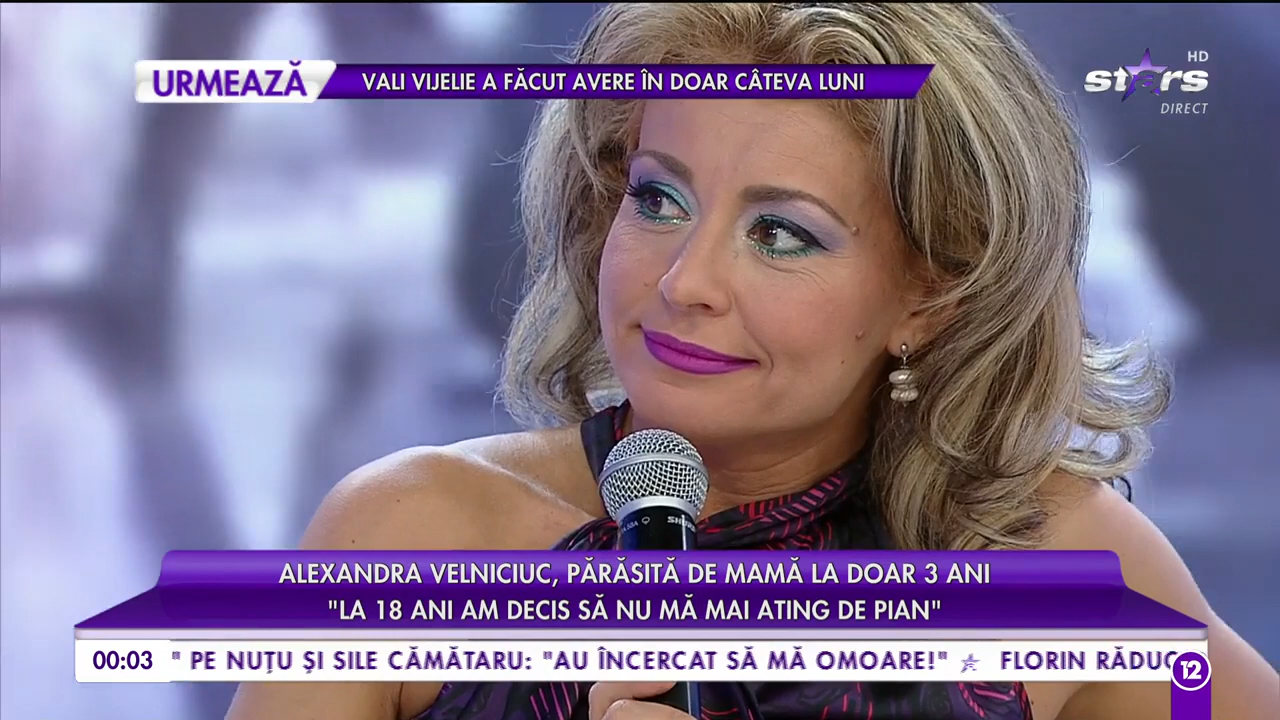 URMEAZĂ VALI VIJELIE A FĂCUT AVERE ÎN DOAR CÂTEVA LUNI
HD
stars
DIRECT
SHURE
ALEXANDRA VELNICIUC, PĂRĂSITĂ DE MAMĂ LA DOAR 3 ANI
"LA 18 ANI AM DECIS SĂ NU MĂ MAI ATING DE PIAN"
00:03 " PE NUȚU ȘI SILE CĂMĂTARU: "AU ÎNCERCAT SĂ MĂ OMOARE!" FLORIN RĂDUC
12